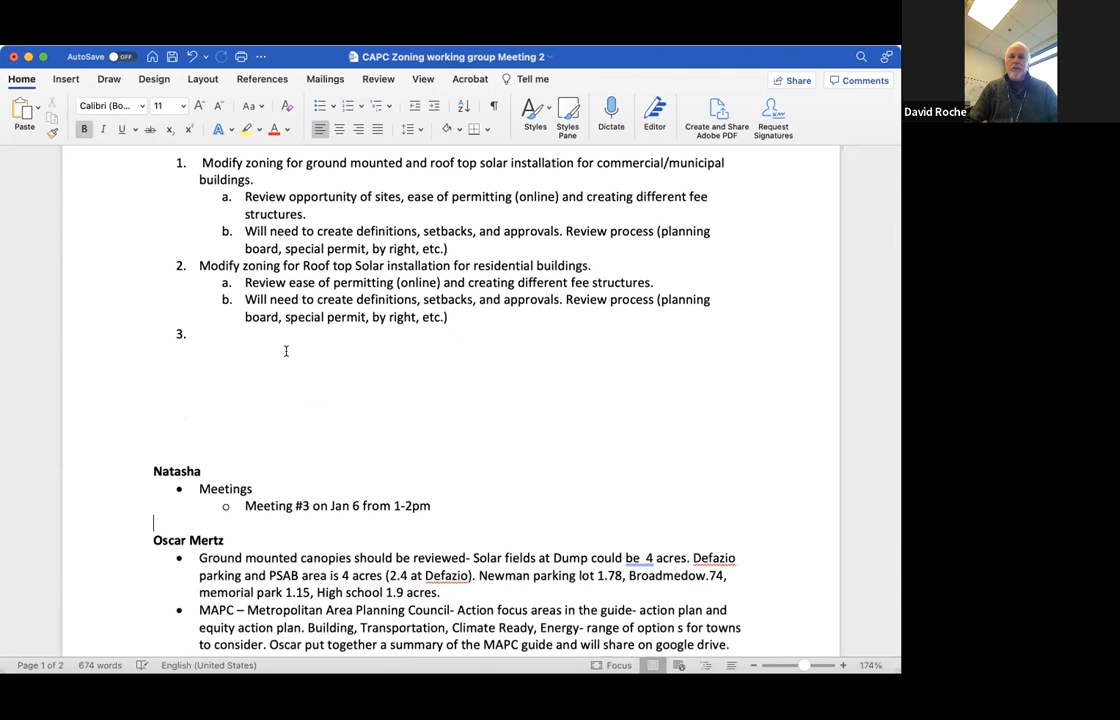 AutoSave OFF
CAPC Zoning working group Meeting 2
Home Insert Draw Design Layout References Mailings Review View Acrobat Tell me
Share Comments
Paste
Calibri (Bo... 11
Styles
Styles Pane
Dictate
Editor
Create and Share Adobe PDF
Request Signatures
David Roche
1. Modify zoning for ground mounted and roof top solar installation for commercial/municipal
buildings.
a. Review opportunity of sites, ease of permitting (online) and creating different fee
structures.
b. Will need to create definitions, setbacks, and approvals. Review process (planning
board, special permit, by right, etc.)
2. Modify zoning for Roof top Solar installation for residential buildings.
a. Review ease of permitting (online) and creating different fee structures.
b. Will need to create definitions, setbacks, and approvals. Review process (planning
board, special permit, by right, etc.)
3.
Natasha
• Meetings
o Meeting #3 on Jan 6 from 1-2pm
Oscar Mertz
• Ground mounted canopies should be reviewed- Solar fields at Dump could be 4 acres. Defazio
parking and PSAB area is 4 acres (2.4 at Defazio). Newman parking lot 1.78, Broadmedow.74,
memorial park 1.15, High school 1.9 acres.
• MAPC – Metropolitan Area Planning Council- Action focus areas in the guide- action plan and
equity action plan. Building, Transportation, Climate Ready, Energy- range of option s for towns
to consider. Oscar put together a summary of the MAPC guide and will share on google drive.
Page 1 of 2 674 words English (United States) Focus 174%